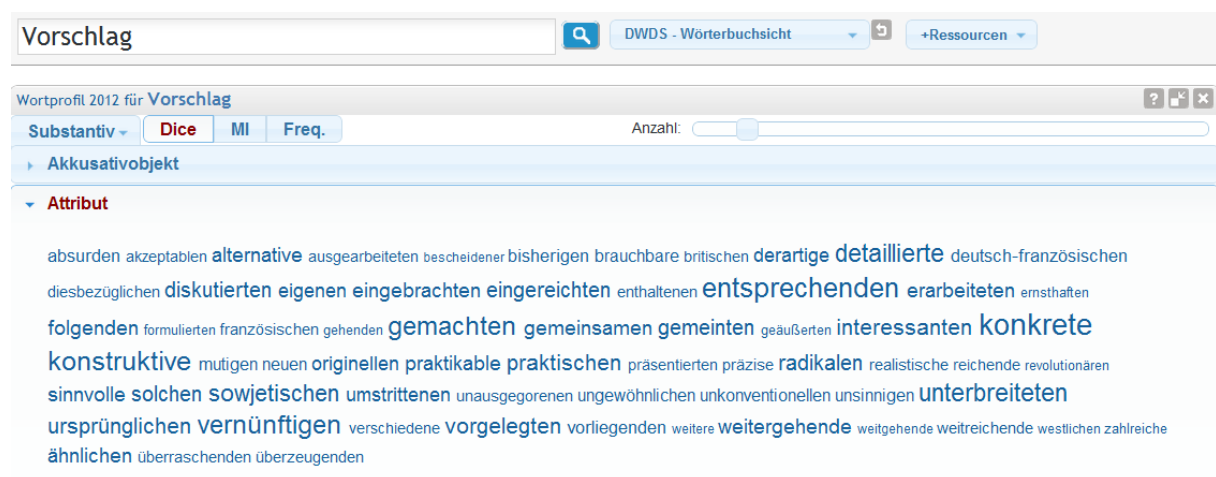 Vorschlag DWDS - Wörterbuchsicht +Ressourcen
Wortprofil 2012 für Vorschlag ?
Substantiv Dice MI Freq. Anzahl:
Akkusativobjekt
Attribut
absurden akzeptablen alternative ausgearbeiteten bescheidener bisherigen brauchbare britischen derartige detaillierte deutsch-französischen
diesbezüglichen diskutierten eigenen eingebrachten eingereichten enthaltenen entsprechenden erarbeiteten ernsthaften
folgenden formulierten französischen gehenden gemachten gemeinsamen gemeinten geäußerten interessanten konkrete
konstruktive mutigen neuen originellen praktikable praktischen präsentierten präzise radikalen realistische reichende revolutionären
sinnvolle solchen sowjetischen umstrittenen unausgegorenen ungewöhnlichen unkonventionellen unsinnigen unterbreiteten
ursprünglichen vernünftigen verschiedene vorgelegten vorliegenden weitere weitergehende weitgehende weitreichende westlichen zahlreiche
ähnlichen überraschenden überzeugenden